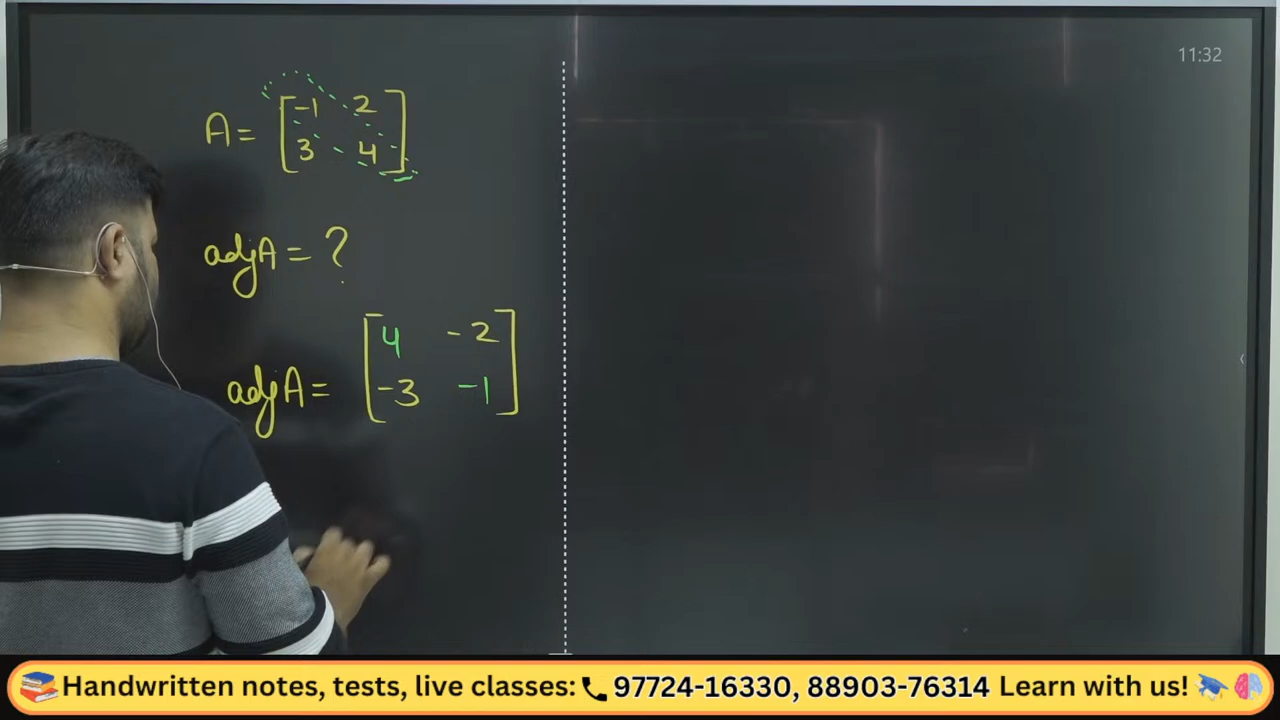 11:32
A = [-1 2
3 4]
adjA = ?
adjA = [4 -2
-3 -1]
Handwritten notes, tests, live classes: 97724-16330, 88903-76314 Learn with us!